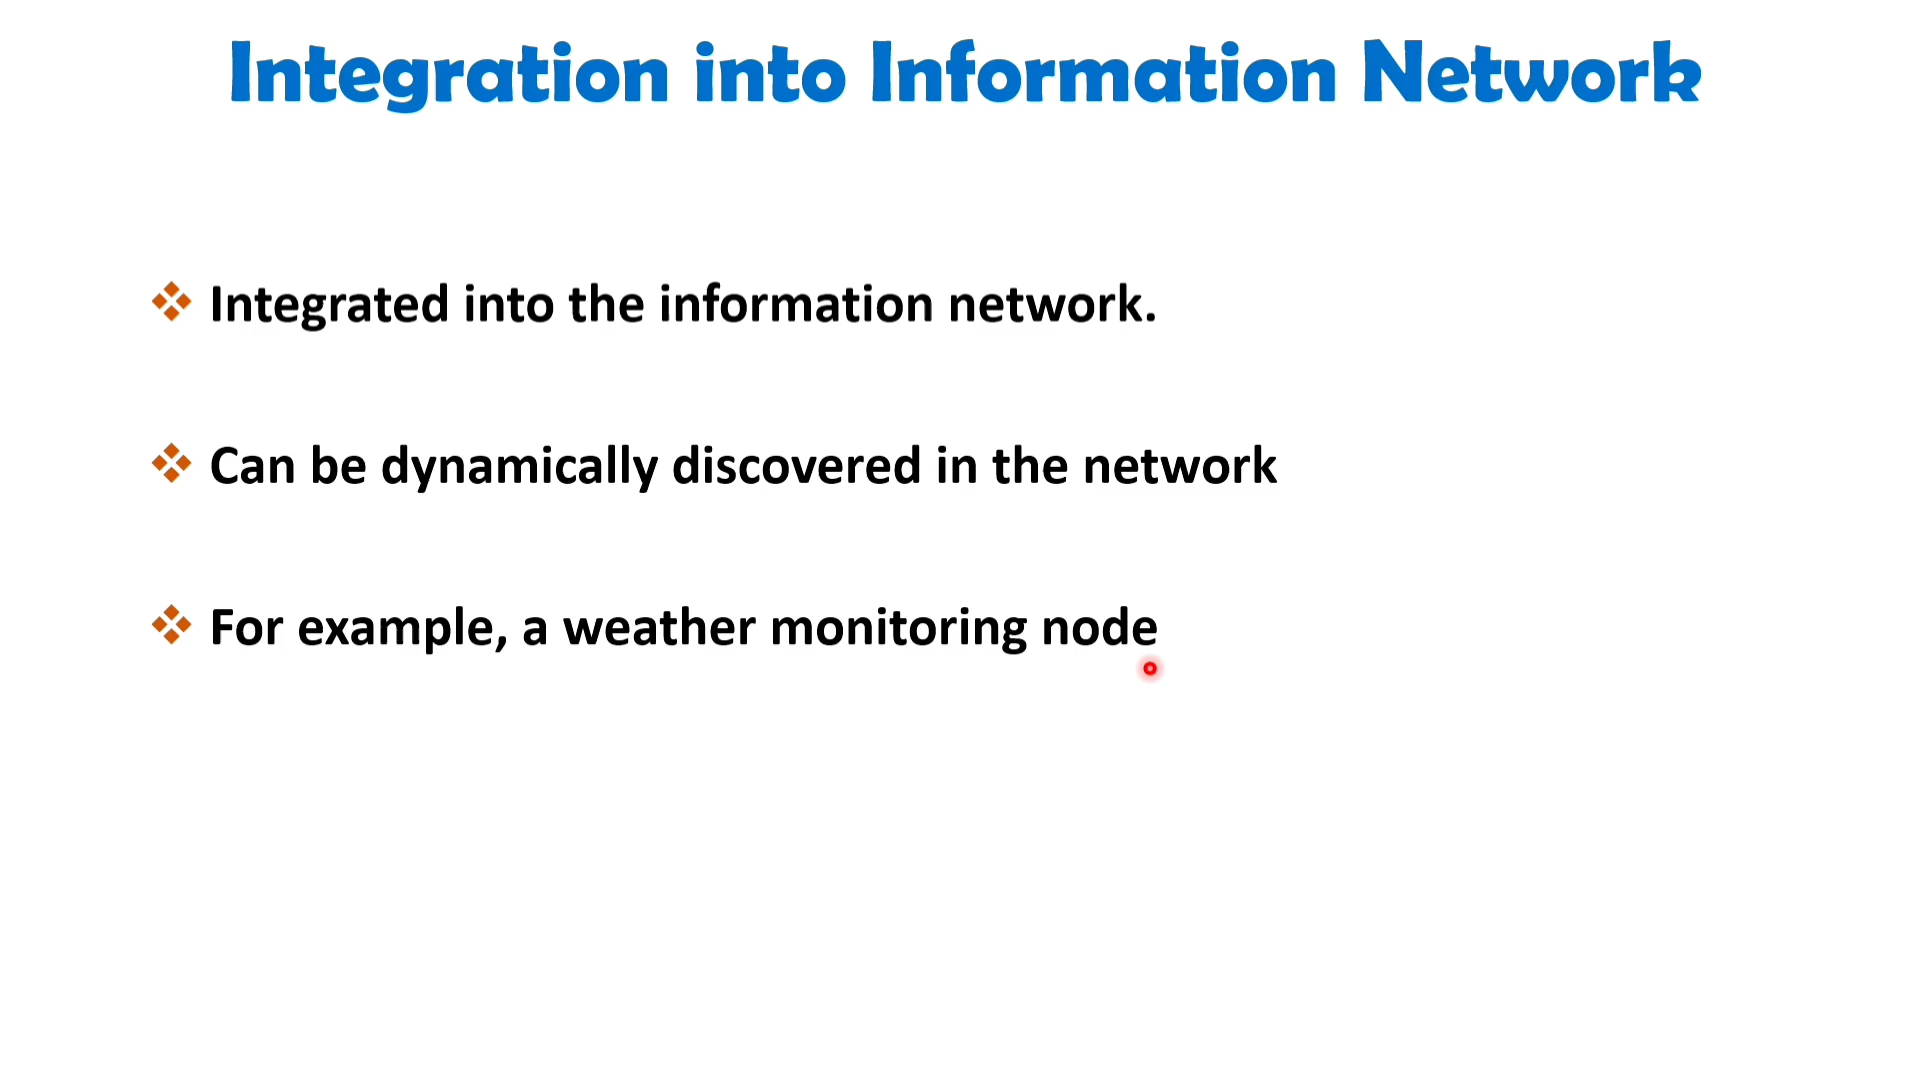 Integration into Information Network
Integrated into the information network.
Can be dynamically discovered in the network
For example, a weather monitoring node